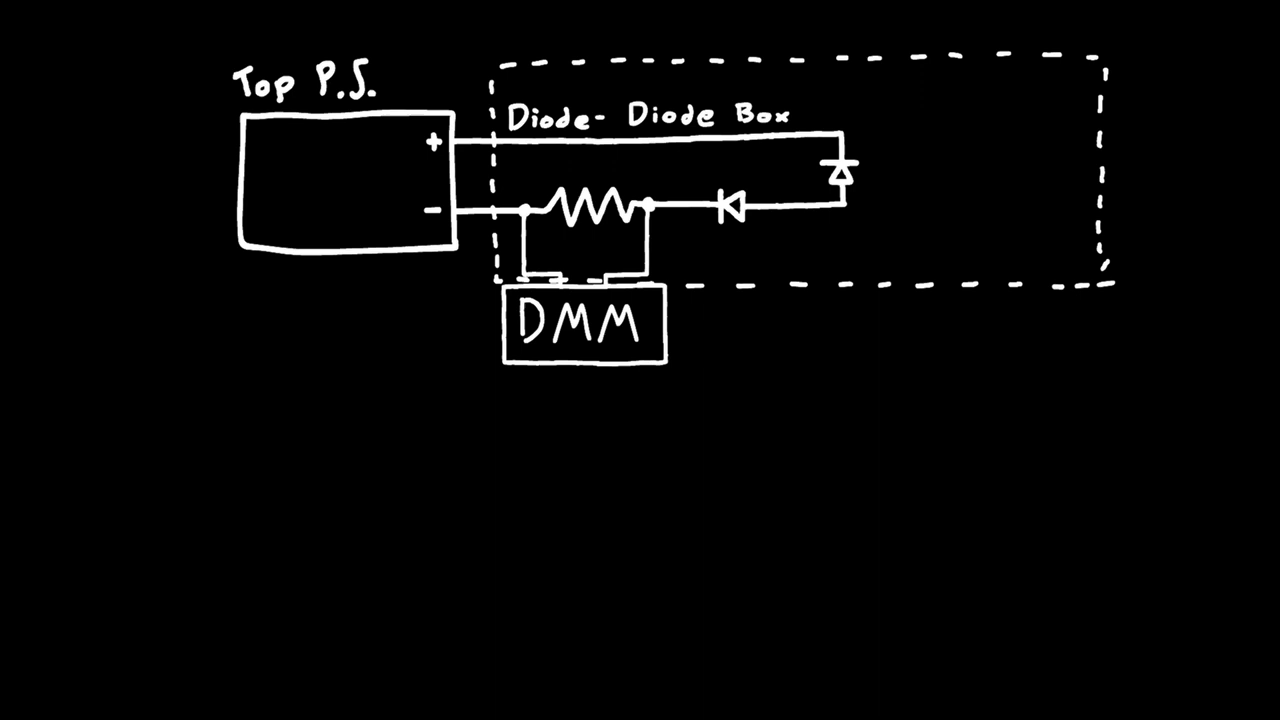 Top P.S.
Diode- Diode Box
+
-
DMM